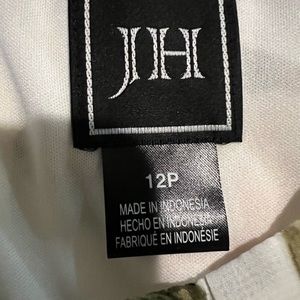 JH
12P
MADE IN INDONESIA
HECHO EN INDONESIA
FABRIQUÉ EN INDONÉSIE